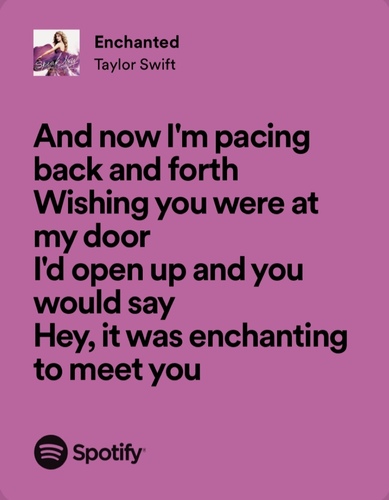 Enchanted
Taylor Swift
And now I'm pacing
back and forth
Wishing you were at
my door
I'd open up and you
would say
Hey, it was enchanting
to meet you
Spotify